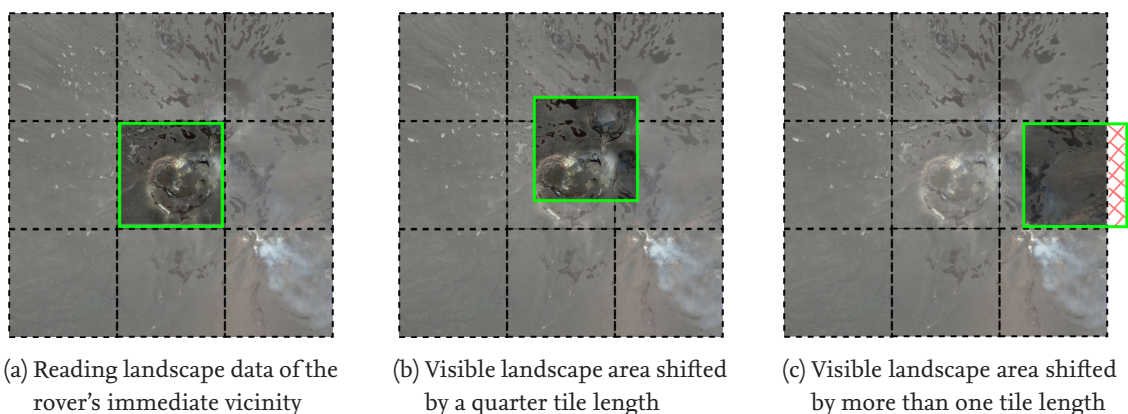 (a) Reading landscape data of the
rover's immediate vicinity
(b) Visible landscape area shifted
by a quarter tile length
(c) Visible landscape area shifted
by more than one tile length